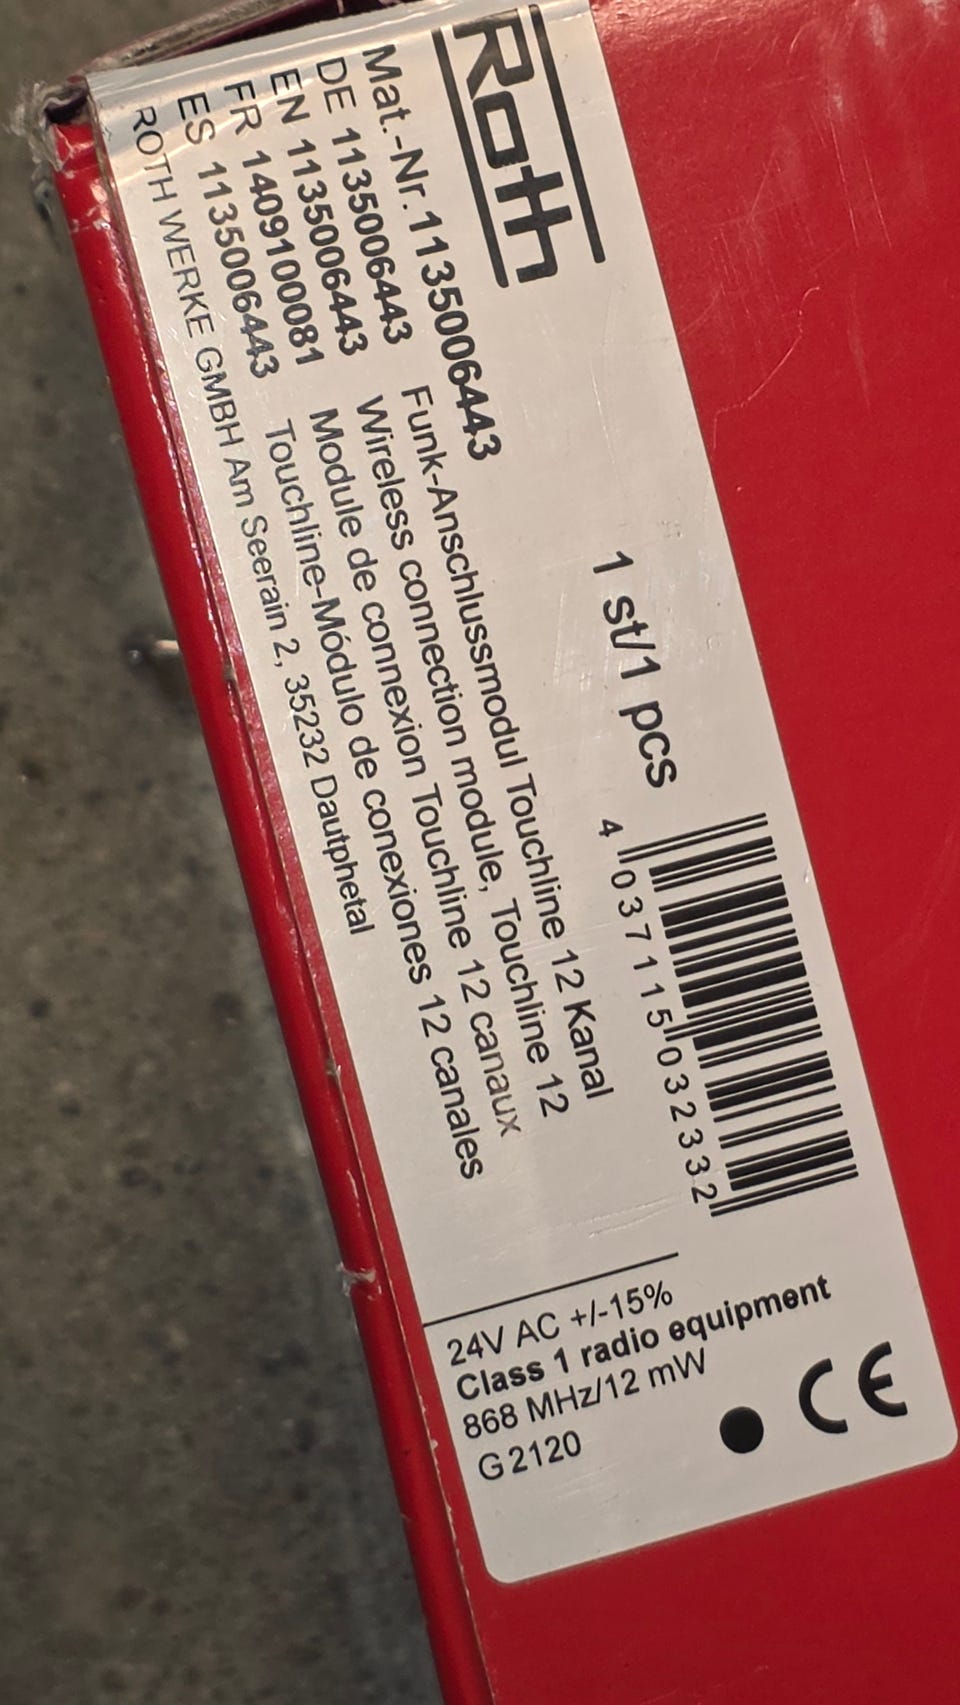 Roth
1 st/1 pcs
4 037115 032332
Mat.-Nr.1135006443
DE 1135006443 Funk-Anschlussmodul Touchline 12 Kanal
EN 1135006443 Wireless connection module, Touchline 12
FR 1409100081 Module de connexion Touchline 12 canaux
ES 1135006443 Touchline-Módulo de conexiones 12 canales
ROTH WERKE GMBH Am Seerain 2, 35232 Dautphetal
24V AC +/-15%
Class 1 radio equipment
868 MHz/12 mW
G2120
CE